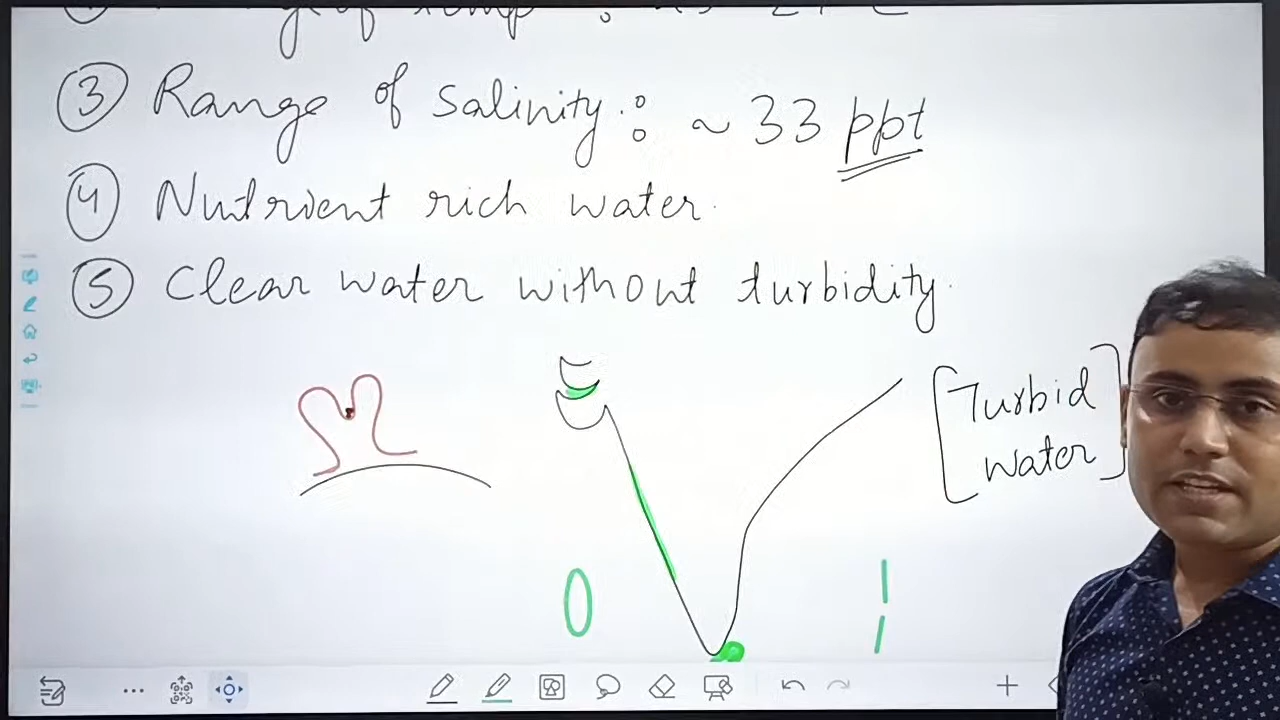 ③ Range of salinity : ~ 33 ppt
④ Nutrient rich water.
⑤ Clear water without turbidity.
[Turbid
water]